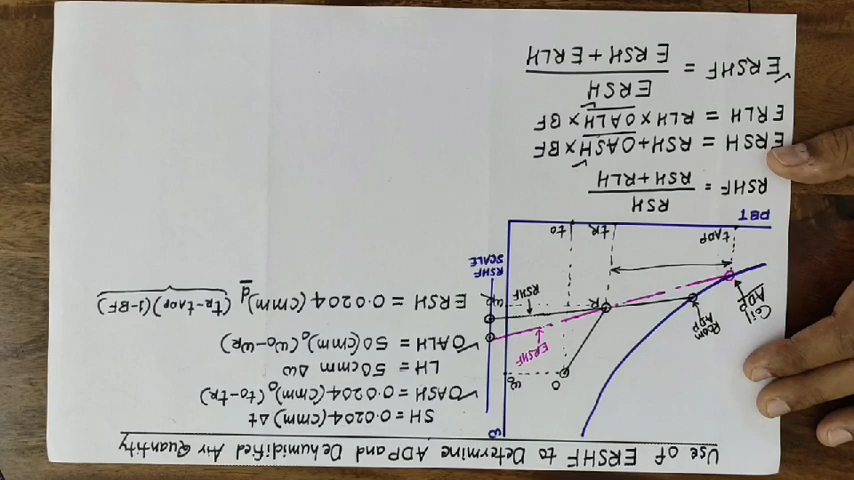 Use of ERSHF to Determine ADP and Dehumidified Air Quantity
SH = 0.0204 (cmm) Δt
✓OASH = 0.0204 (cmm)o (to-tR)
LH = 50 cmm Δω
✓OALH = 50 (cmm)o (ωo-ωR)
ERSH = 0.0204 (cmm)d (tR-tADP)(1-BF)
ω
O
ωo
ERSHF
Room ADP
Coil ADP
R
RSHF
ωR
RSHF SCALE
tADP
tR
to
DBT
RSHF = RSH / RSH + RLH
ERSH = RSH + OASH × BF
ERLH = RLH × OALH × BF
ERSHF = ERSH / ERSH + ERLH